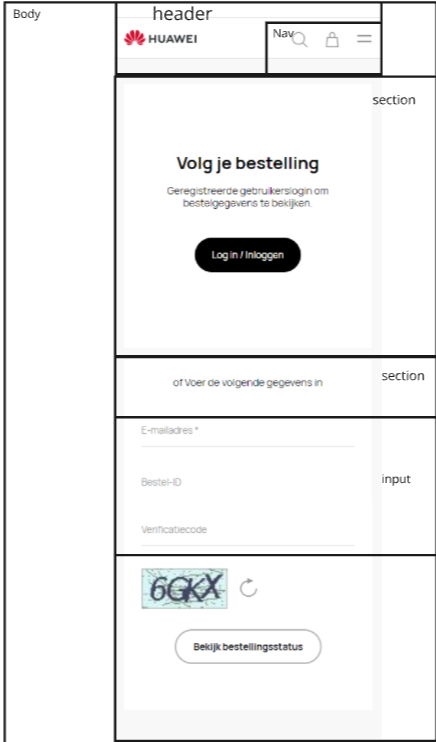 Body
header
HUAWEI
Nav
section
Volg je bestelling
Geregistreerde gebruikerslogin om
bestelgegevens te bekijken.
Log in / Inloggen
section
of Voer de volgende gegevens in
E-mailadres *
input
Bestel-ID
Verificatiecode
6GKX
Bekijk bestellingsstatus